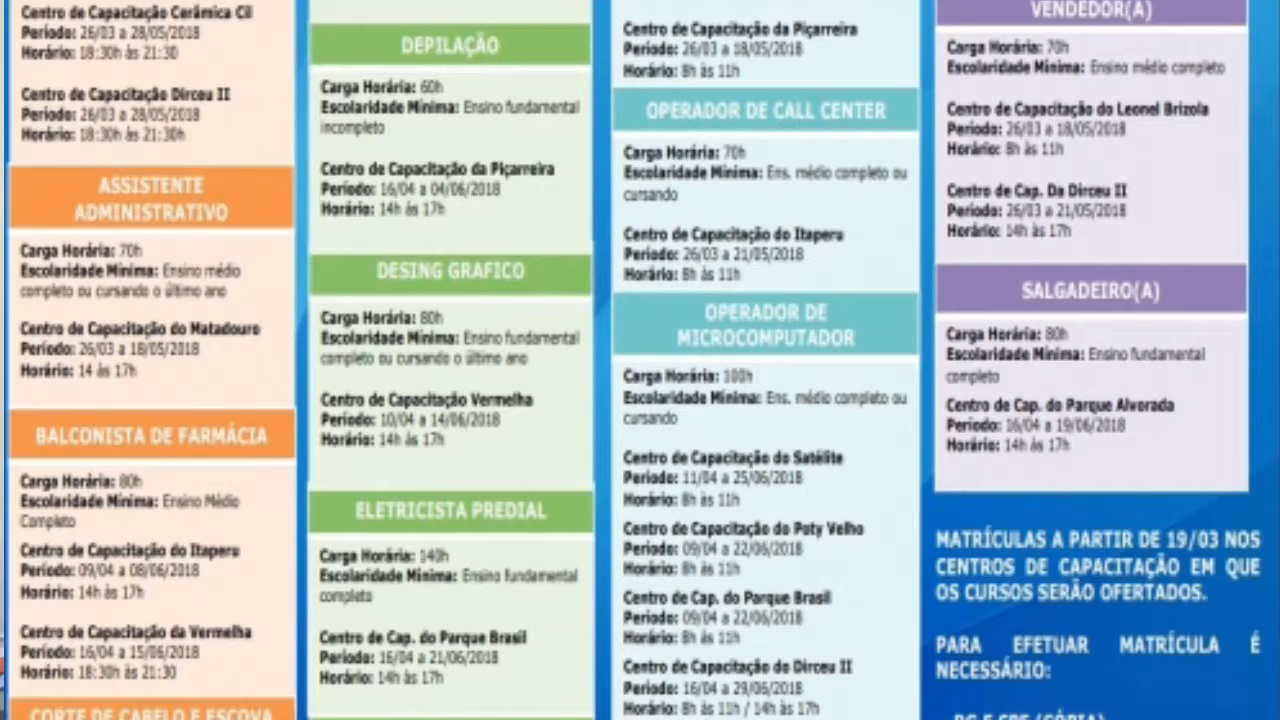 Centro de Capacitação Cerâmica Cil
Período: 26/03 a 28/05/2018
Horário: 18:30h às 21:30
Centro de Capacitação Dirceu II
Período: 26/03 a 28/05/2018
Horário: 18:30h às 21:30h
ASSISTENTE
ADMINISTRATIVO
Carga Horária: 70h
Escolaridade Mínima: Ensino médio
completo ou cursando o último ano
Centro de Capacitação do Matadouro
Período: 26/03 a 18/05/2018
Horário: 14 às 17h
BALCONISTA DE FARMÁCIA
Carga Horária: 80h
Escolaridade Mínima: Ensino Médio
Completo
Centro de Capacitação do Itaperu
Período: 09/04 a 08/06/2018
Horário: 14h às 17h
Centro de Capacitação da Vermelha
Período: 16/04 a 15/06/2018
Horário: 18:30h às 21:30
CORTE DE CABELO E ESCOVA
DEPILAÇÃO
Carga Horária: 60h
Escolaridade Mínima: Ensino fundamental
incompleto
Centro de Capacitação da Piçarreira
Período: 16/04 a 04/06/2018
Horário: 14h às 17h
DESING GRAFICO
Carga Horária: 80h
Escolaridade Mínima: Ensino fundamental
completo ou cursando o último ano
Centro de Capacitação Vermelha
Período: 10/04 a 14/06/2018
Horário: 14h às 17h
ELETRICISTA PREDIAL
Carga Horária: 140h
Escolaridade Mínima: Ensino fundamental
completo
Centro de Cap. do Parque Brasil
Período: 16/04 a 21/06/2018
Horário: 14h às 17h
Centro de Capacitação da Piçarreira
Período: 26/03 a 18/05/2018
Horário: 8h às 11h
OPERADOR DE CALL CENTER
Carga Horária: 70h
Escolaridade Mínima: Ens. médio completo ou
cursando
Centro de Capacitação do Itaperu
Período: 26/03 a 21/05/2018
Horário: 8h às 11h
OPERADOR DE
MICROCOMPUTADOR
Carga Horária: 100h
Escolaridade Mínima: Ens. médio completo ou
cursando
Centro de Capacitação do Satélite
Período: 11/04 a 25/06/2018
Horário: 8h às 11h
Centro de Capacitação do Poty Velho
Período: 09/04 a 22/06/2018
Horário: 8h às 11h
Centro de Cap. do Parque Brasil
Período: 09/04 a 22/06/2018
Horário: 8h às 11h
Centro de Capacitação do Dirceu II
Período: 16/04 a 29/06/2018
Horário: 8h às 11h / 14h às 17h
VENDEDOR(A)
Carga Horária: 70h
Escolaridade Mínima: Ensino médio completo
Centro de Capacitação do Leonel Brizola
Período: 26/03 a 18/05/2018
Horário: 8h às 11h
Centro de Cap. Da Dirceu II
Período: 26/03 a 21/05/2018
Horário: 14h às 17h
SALGADEIRO(A)
Carga Horária: 80h
Escolaridade Mínima: Ensino fundamental
completo
Centro de Cap. do Parque Alvorada
Período: 16/04 a 19/06/2018
Horário: 14h às 17h
MATRÍCULAS A PARTIR DE 19/03 NOS
CENTROS DE CAPACITAÇÃO EM QUE
OS CURSOS SERÃO OFERTADOS.
PARA EFETUAR MATRÍCULA É
NECESSÁRIO:
- RG E CPF (CÓPIA)